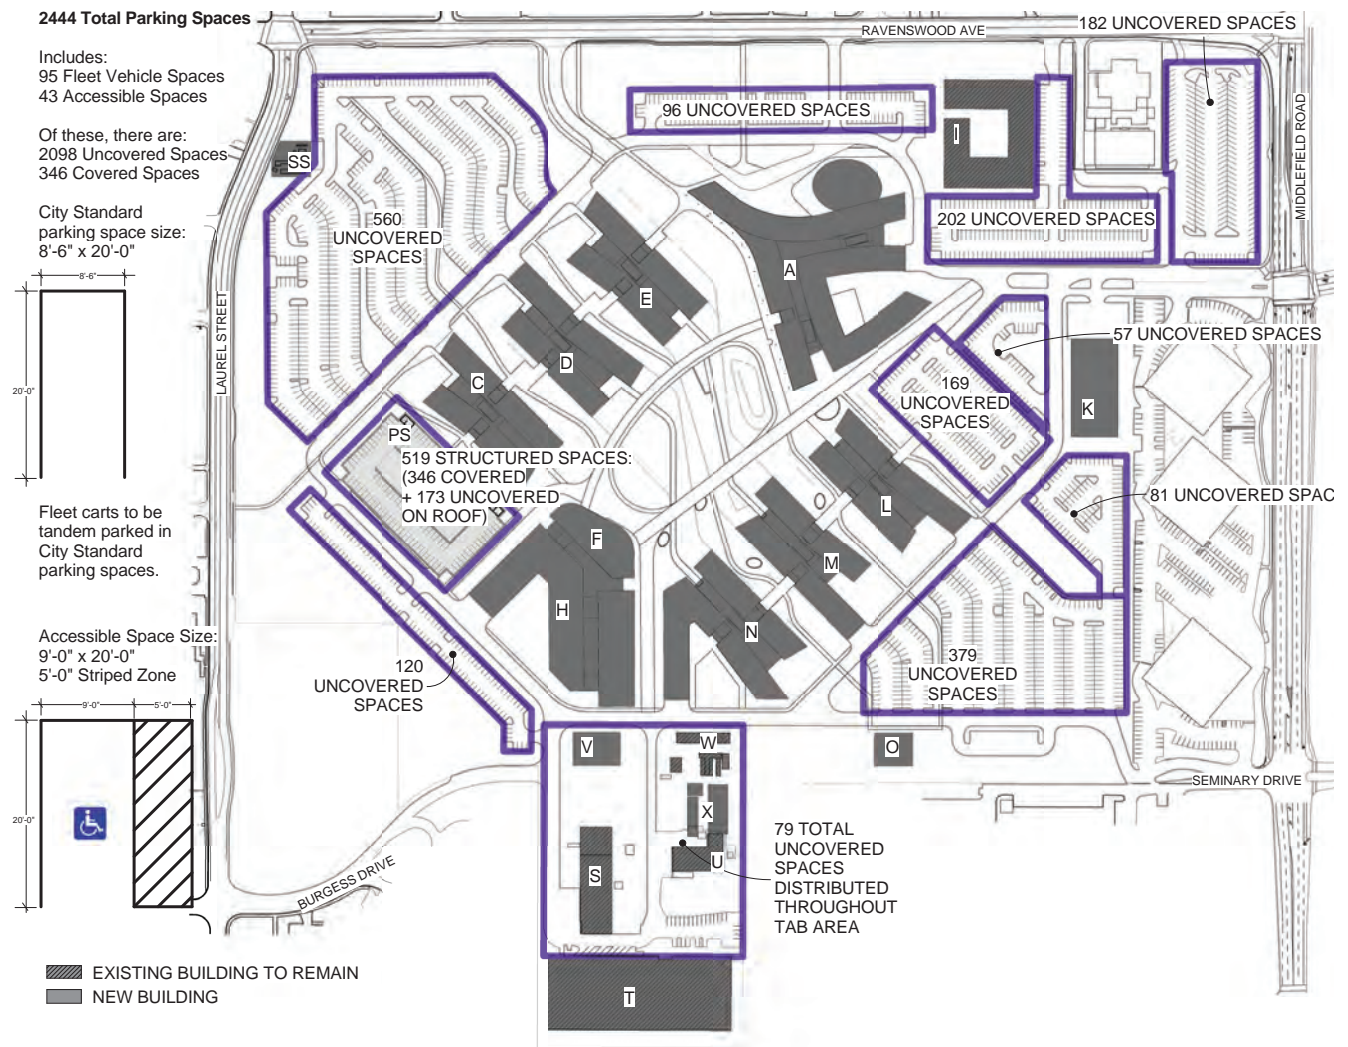 2444 Total Parking Spaces
Includes:
95 Fleet Vehicle Spaces
43 Accessible Spaces
Of these, there are:
2098 Uncovered Spaces
346 Covered Spaces
City Standard
parking space size:
8'-6" x 20'-0"
8'-6"
20'-0"
Fleet carts to be
tandem parked in
City Standard
parking spaces.
Accessible Space Size:
9'-0" x 20'-0"
5'-0" Striped Zone
9'-0"
5'-0"
20'-0"
EXISTING BUILDING TO REMAIN
NEW BUILDING
RAVENSWOOD AVE
182 UNCOVERED SPACES
MIDDLEFIELD ROAD
96 UNCOVERED SPACES
I
SS
560
UNCOVERED
SPACES
202 UNCOVERED SPACES
LAUREL STREET
A
E
D
C
57 UNCOVERED SPACES
169
UNCOVERED
SPACES
K
PS
519 STRUCTURED SPACES:
(346 COVERED
+ 173 UNCOVERED
ON ROOF)
L
81 UNCOVERED SPAC
F
M
H
N
120
UNCOVERED
SPACES
379
UNCOVERED
SPACES
V
W
O
SEMINARY DRIVE
X
U
S
79 TOTAL
UNCOVERED
SPACES
DISTRIBUTED
THROUGHOUT
TAB AREA
BURGESS DRIVE
T